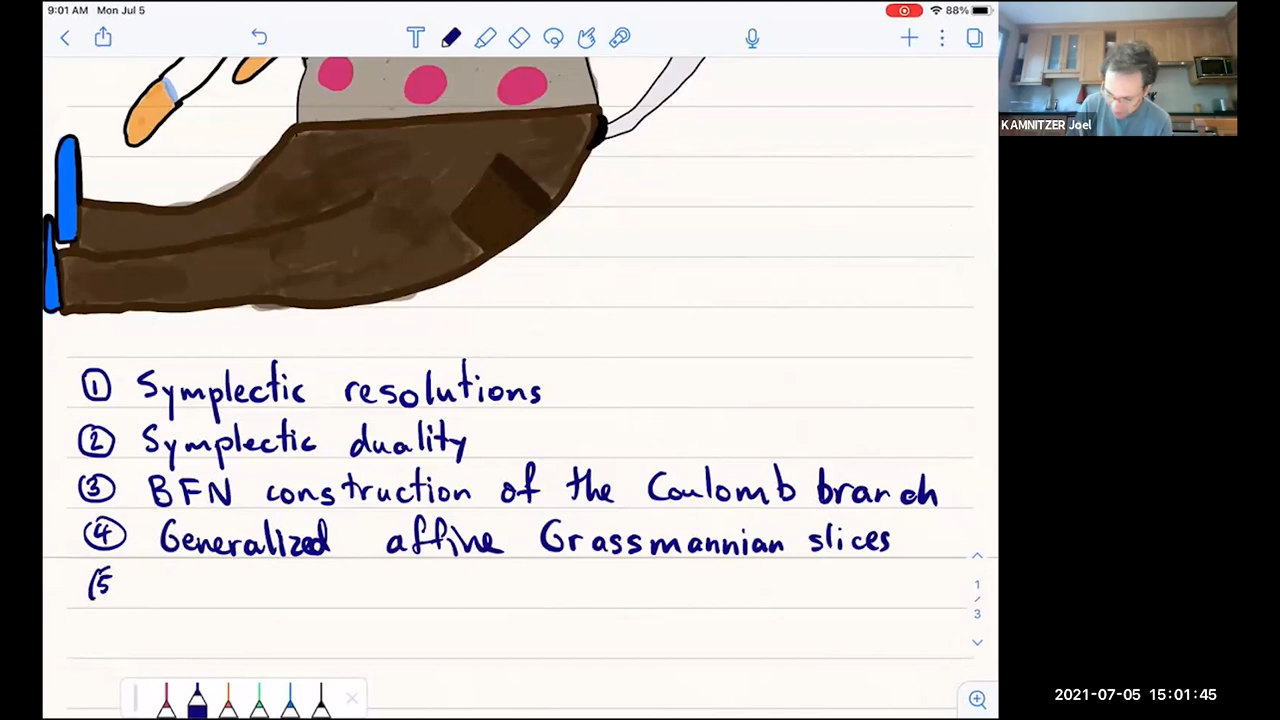 9:01 AM Mon Jul 5
88%
T
KAMNITZER Joel
① Symplectic resolutions
② Symplectic duality
③ BFN construction of the Coulomb branch
④ Generalized affine Grassmannian slices
(5
1
/
3
2021-07-05 15:01:45